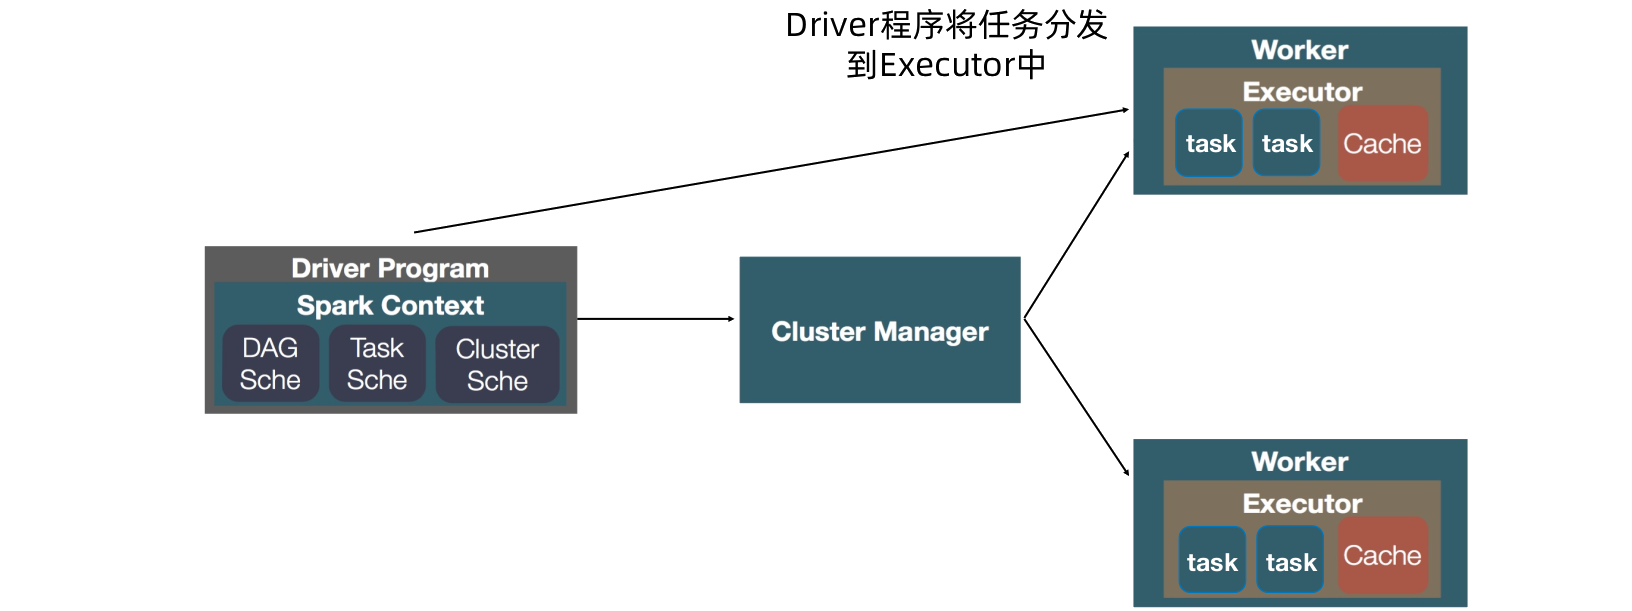 Driver程序将任务分发
到Executor中
Worker
Executor
task task Cache
Driver Program
Spark Context
DAG
Sche
Task
Sche
Cluster
Sche
Cluster Manager
Worker
Executor
task task Cache